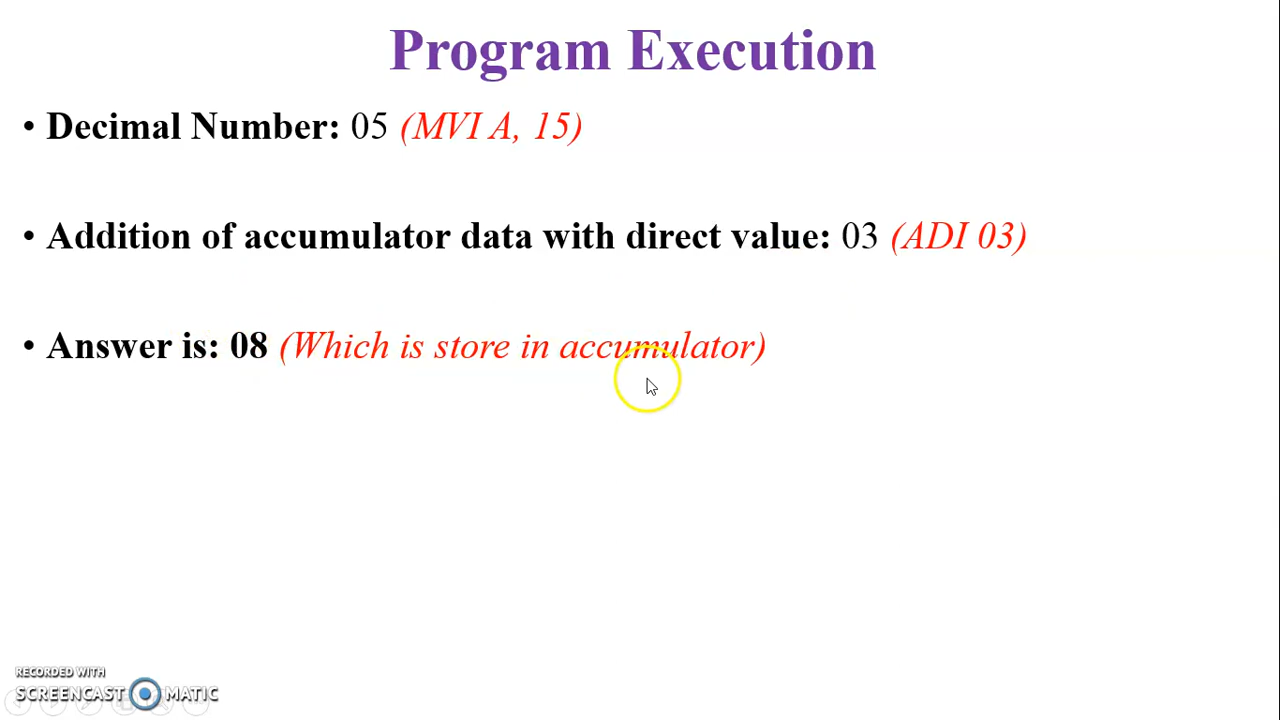 Program Execution
• Decimal Number: 05 (MVI A, 15)
• Addition of accumulator data with direct value: 03 (ADI 03)
• Answer is: 08 (Which is store in accumulator)
RECORDED WITH
SCREENCAST MATIC